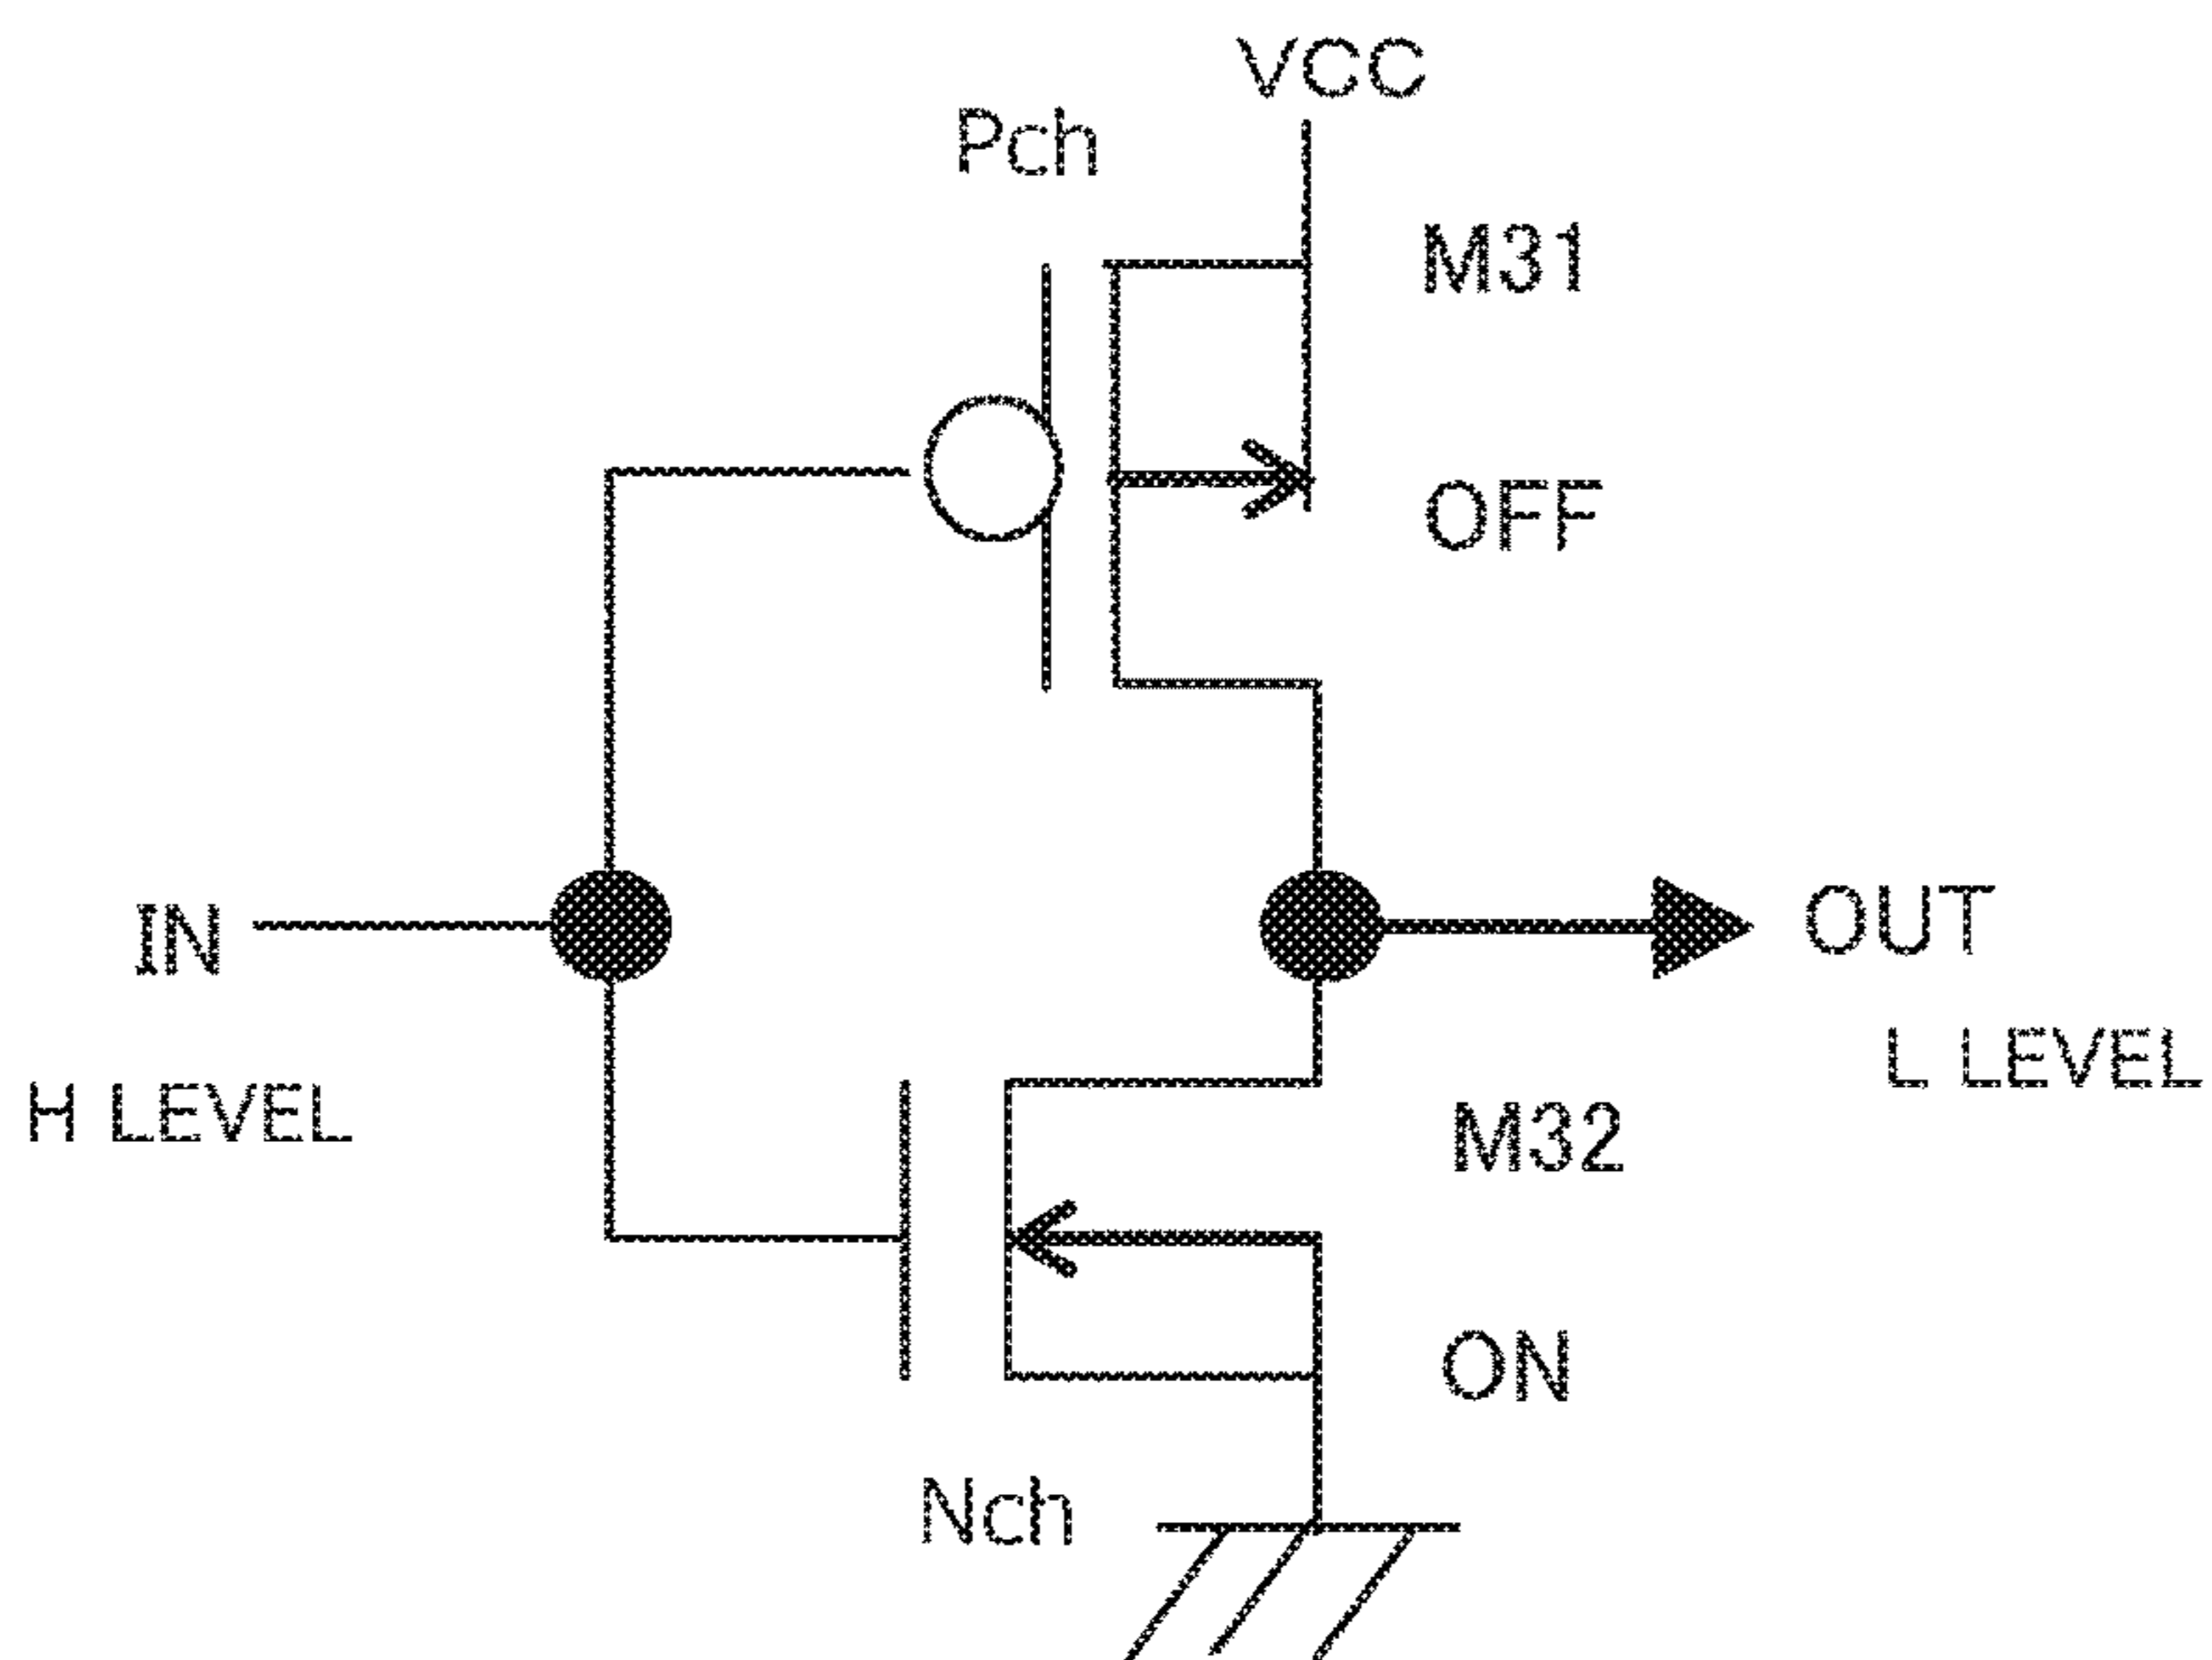 VCC
Pch
M31
OFF
IN
OUT
L LEVEL
H LEVEL
M32
ON
Nch